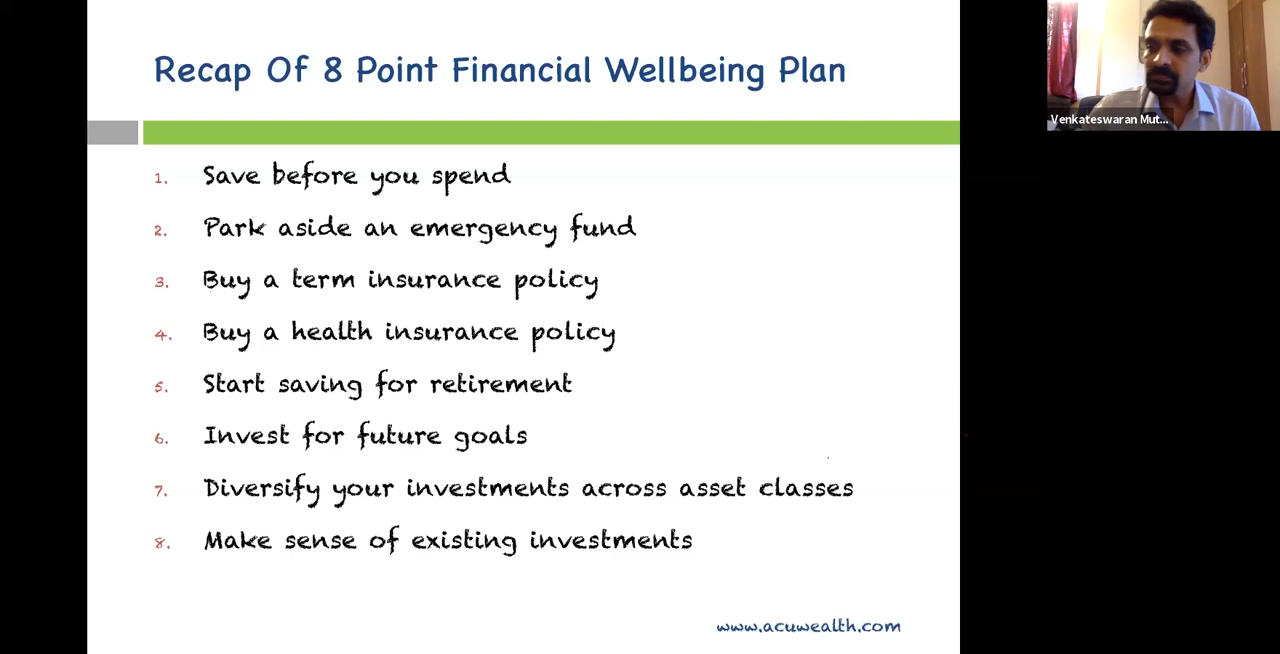 Recap Of 8 Point Financial Wellbeing Plan
Venkateswaran Mut...
1. Save before you spend
2. Park aside an emergency fund
3. Buy a term insurance policy
4. Buy a health insurance policy
5. Start saving for retirement
6. Invest for future goals
7. Diversify your investments across asset classes
8. Make sense of existing investments
www.acuwealth.com